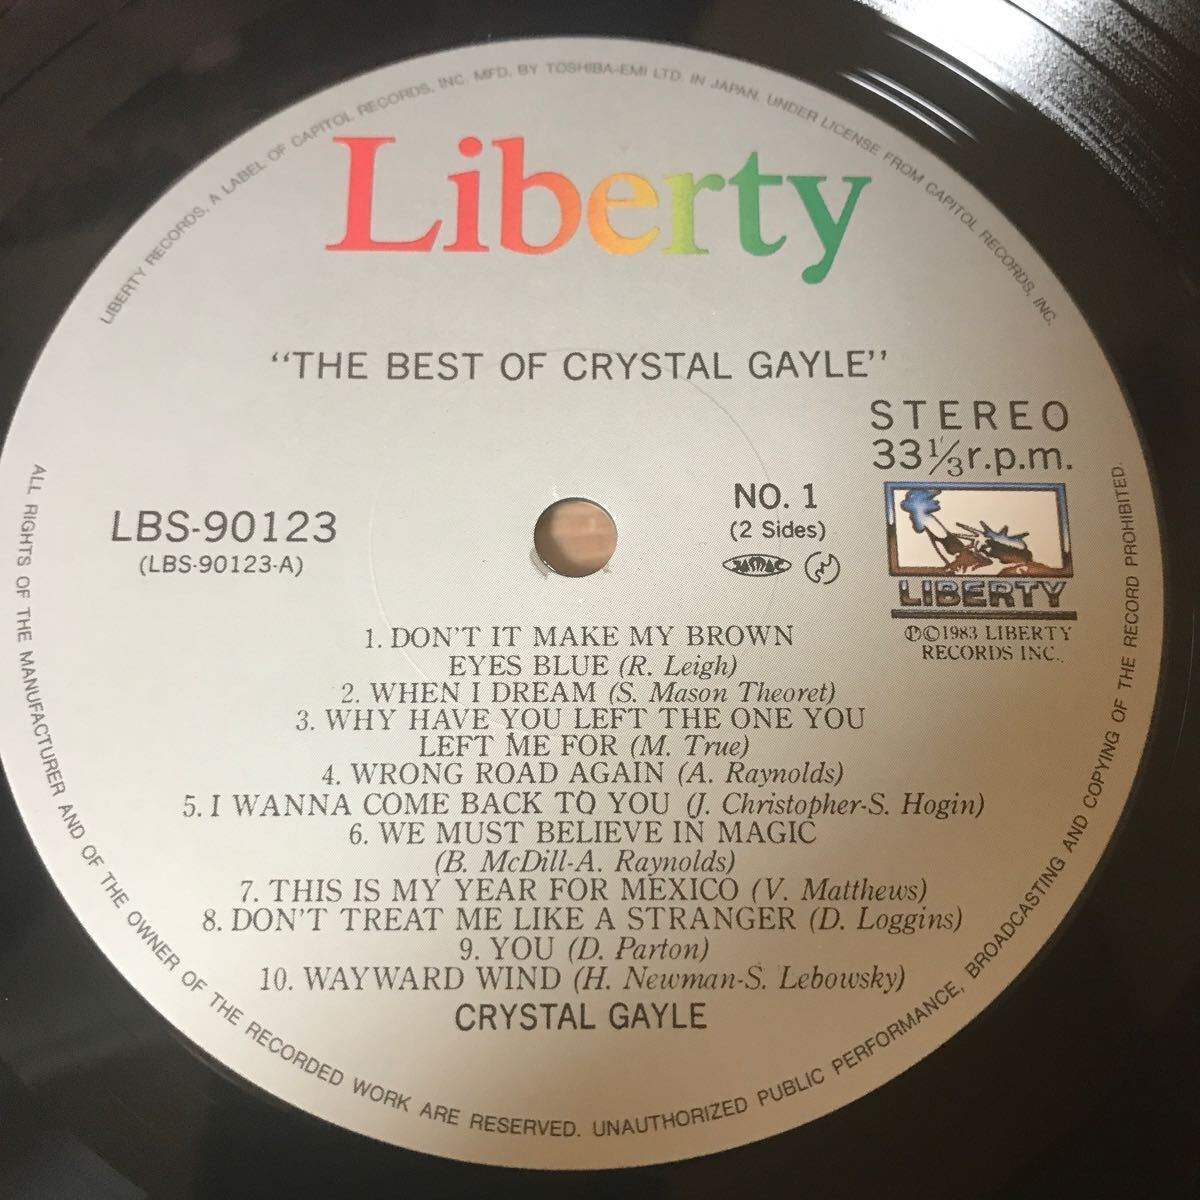 LIBERTY RECORDS, A LABEL OF CAPITOL RECORDS, INC. MFD. BY TOSHIBA-EMI LTD. IN JAPAN. UNDER LICENSE FROM CAPITOL RECORDS, INC.
Liberty
“THE BEST OF CRYSTAL GAYLE”
STEREO
33⅓r.p.m.
LBS-90123
(LBS-90123-A)
NO. 1
(2 Sides)
LIBERTY
ⓅⒸ1983 LIBERTY
RECORDS INC.
1. DON'T IT MAKE MY BROWN
EYES BLUE (R. Leigh)
2. WHEN I DREAM (S. Mason Theoret)
3. WHY HAVE YOU LEFT THE ONE YOU
LEFT ME FOR (M. True)
4. WRONG ROAD AGAIN (A. Raynolds)
5. I WANNA COME BACK TO YOU (J. Christopher-S. Hogin)
6. WE MUST BELIEVE IN MAGIC
(B. McDill-A. Raynolds)
7. THIS IS MY YEAR FOR MEXICO (V. Matthews)
8. DON'T TREAT ME LIKE A STRANGER (D. Loggins)
9. YOU (D. Parton)
10. WAYWARD WIND (H. Newman-S. Lebowsky)
CRYSTAL GAYLE
ALL RIGHTS OF THE MANUFACTURER AND OF THE OWNER OF THE RECORDED WORK ARE RESERVED. UNAUTHORIZED PUBLIC PERFORMANCE, BROADCASTING AND COPYING OF THE RECORD PROHIBITED.